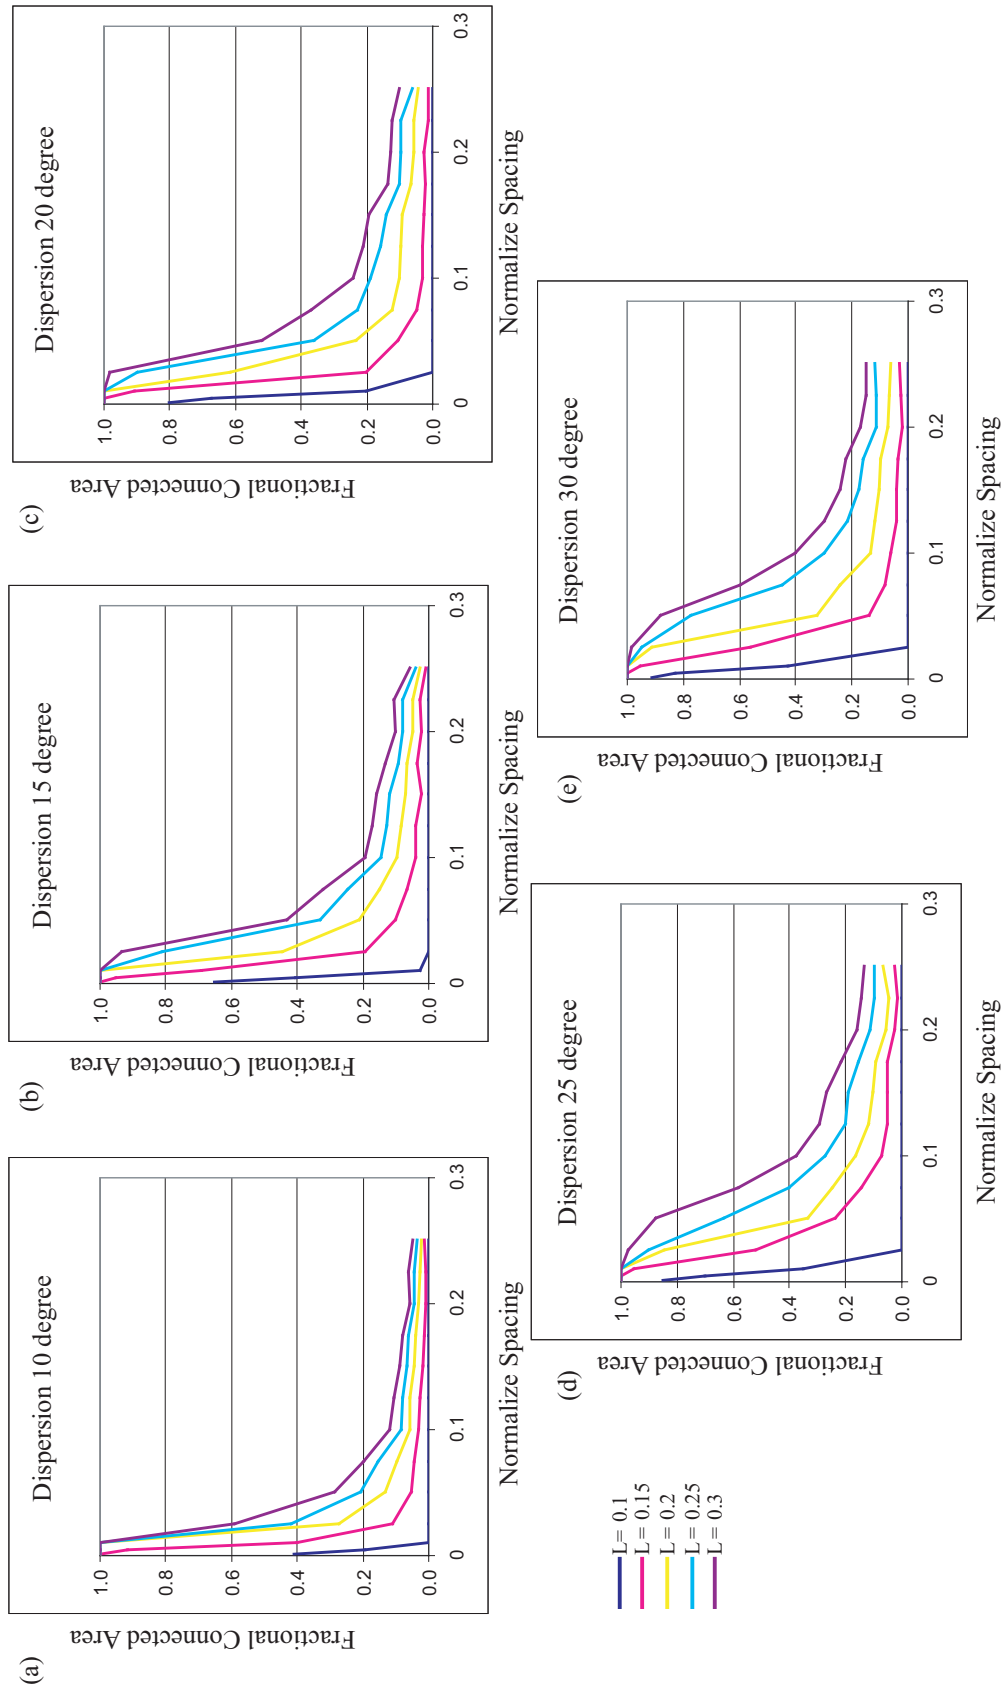 (a)
Dispersion 10 degree
Fractional Connected Area
1.0
0.8
0.6
0.4
0.2
0.0
0
0.1
0.2
0.3
Normalize Spacing
(b)
Dispersion 15 degree
Fractional Connected Area
1.0
0.8
0.6
0.4
0.2
0.0
0
0.1
0.2
0.3
Normalize Spacing
(c)
Dispersion 20 degree
Fractional Connected Area
1.0
0.8
0.6
0.4
0.2
0.0
0
0.1
0.2
0.3
Normalize Spacing
L= 0.1
L= 0.15
L= 0.2
L= 0.25
L= 0.3
(d)
Dispersion 25 degree
Fractional Connected Area
1.0
0.8
0.6
0.4
0.2
0.0
0
0.1
0.2
0.3
Normalize Spacing
(e)
Dispersion 30 degree
Fractional Connected Area
1.0
0.8
0.6
0.4
0.2
0.0
0
0.1
0.2
0.3
Normalize Spacing